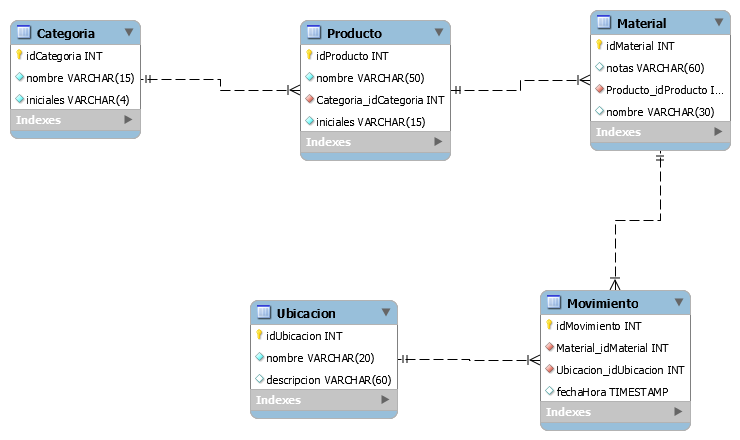 Categoria
idCategoria INT
nombre VARCHAR(15)
iniciales VARCHAR(4)
Indexes
Producto
idProducto INT
nombre VARCHAR(50)
Categoria_idCategoria INT
iniciales VARCHAR(15)
Indexes
Material
idMaterial INT
notas VARCHAR(60)
Producto_idProducto I...
nombre VARCHAR(30)
Indexes
Ubicacion
idUbicacion INT
nombre VARCHAR(20)
descripcion VARCHAR(60)
Indexes
Movimiento
idMovimiento INT
Material_idMaterial INT
Ubicacion_idUbicacion INT
fechaHora TIMESTAMP
Indexes